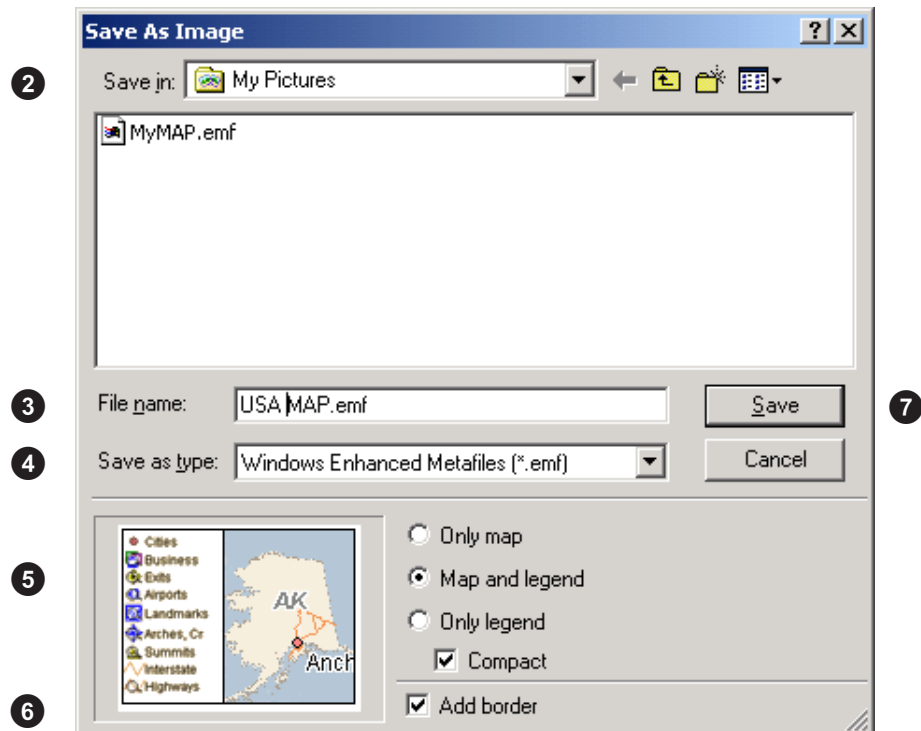 Save As Image
2
Save in: My Pictures
MyMAP.emf
3
File name: USA MAP.emf
Save
7
4
Save as type: Windows Enhanced Metafiles (*.emf)
Cancel
5
Cities
Business
Exits
Airports
Landmarks
Arches, Cr
Summits
Interstate
Highways
AK
Anch
Only map
Map and legend
Only legend
Compact
6
Add border